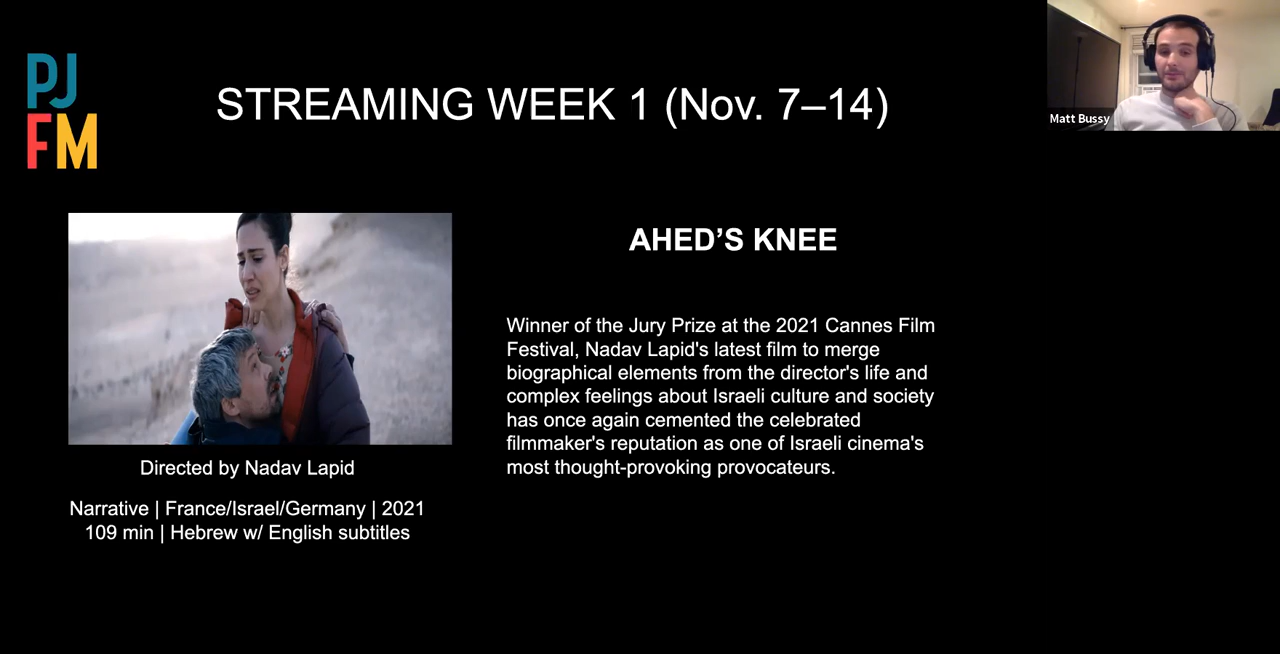 PJ
FM
STREAMING WEEK 1 (Nov. 7–14)
Matt Bussy
AHED’S KNEE
Winner of the Jury Prize at the 2021 Cannes Film
Festival, Nadav Lapid's latest film to merge
biographical elements from the director's life and
complex feelings about Israeli culture and society
has once again cemented the celebrated
filmmaker's reputation as one of Israeli cinema's
most thought-provoking provocateurs.
Directed by Nadav Lapid
Narrative | France/Israel/Germany | 2021
109 min | Hebrew w/ English subtitles